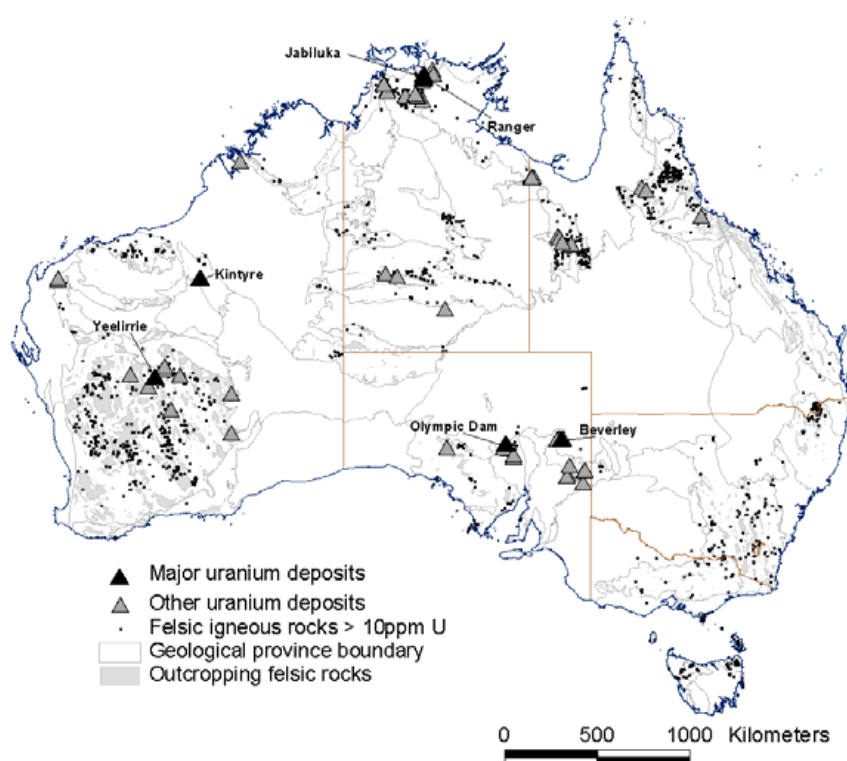 Jabiluka
Ranger
Kintyre
Yeelirrie
Olympic Dam
Beverley
Major uranium deposits
Other uranium deposits
Felsic igneous rocks > 10ppm U
Geological province boundary
Outcropping felsic rocks
0 500 1000 Kilometers